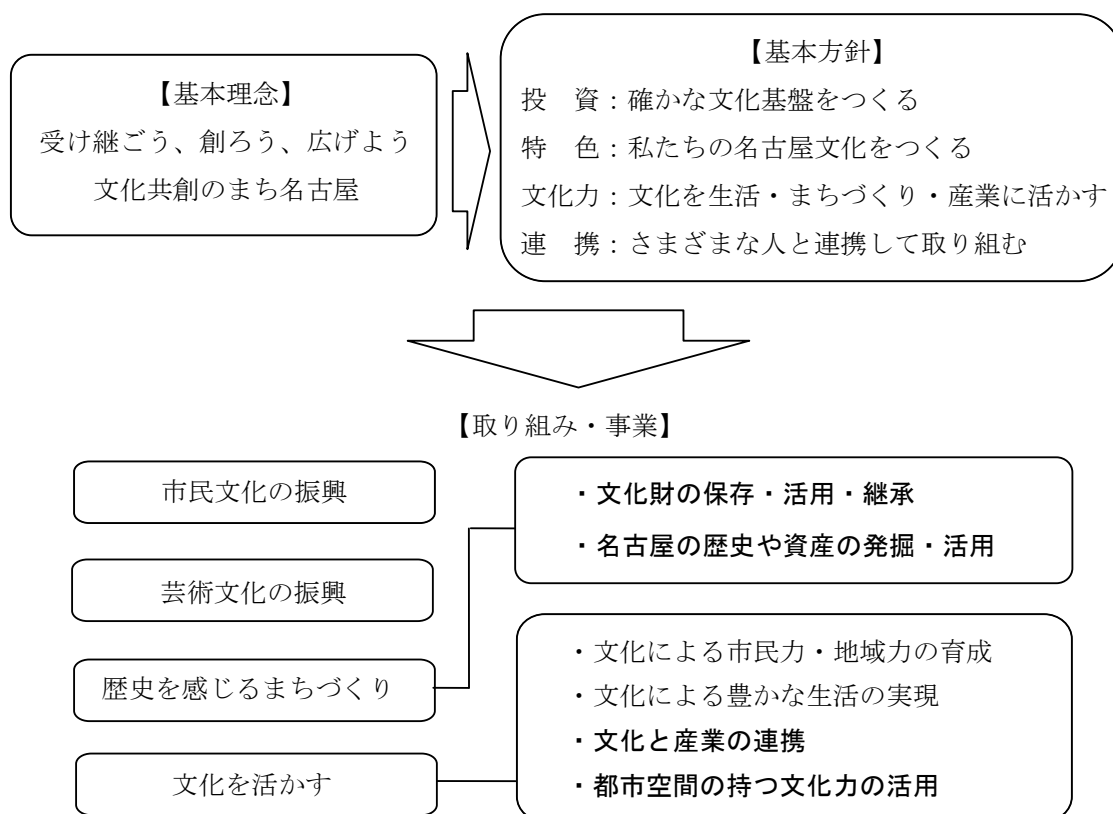 【基本理念】
受け継ごう、創ろう、広げよう
文化共創のまち名古屋
【基本方針】
投　資：確かな文化基盤をつくる
特　色：私たちの名古屋文化をつくる
文化力：文化を生活・まちづくり・産業に活かす
連　携：さまざまな人と連携して取り組む
【取り組み・事業】
市民文化の振興
芸術文化の振興
歴史を感じるまちづくり
文化を活かす
・文化財の保存・活用・継承
・名古屋の歴史や資産の発掘・活用
・文化による市民力・地域力の育成
・文化による豊かな生活の実現
・文化と産業の連携
・都市空間の持つ文化力の活用